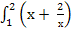 ∫₁² (x + 2/x)